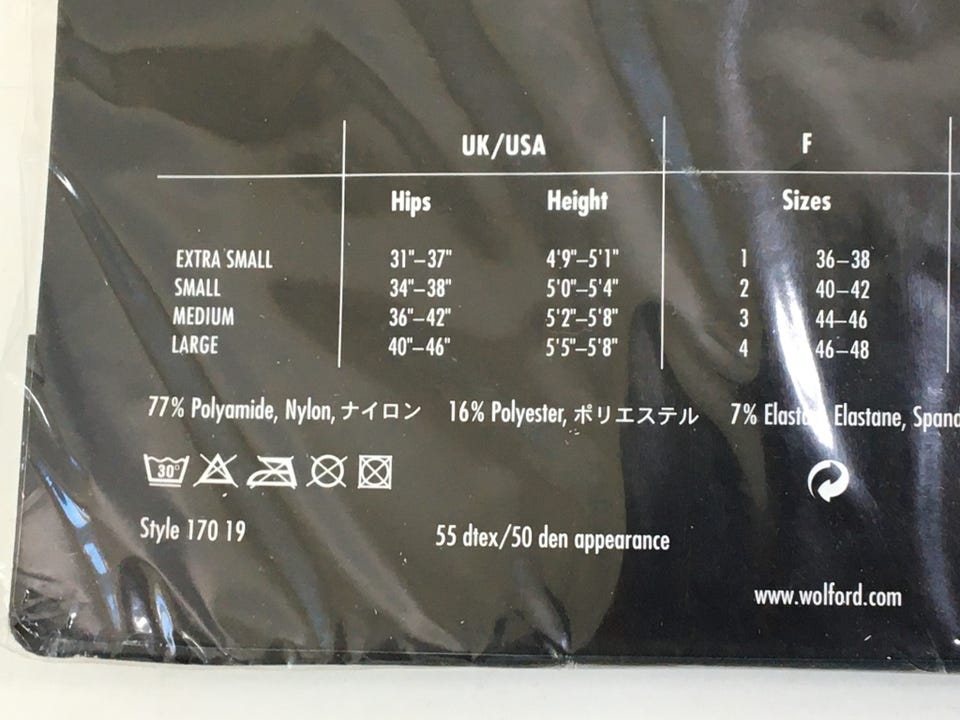 UK/USA F
Hips Height Sizes
EXTRA SMALL 31"–37" 4'9"–5'1" 1 36–38
SMALL 34"–38" 5'0"–5'4" 2 40–42
MEDIUM 36"–42" 5'2"–5'8" 3 44–46
LARGE 40"–46" 5'5"–5'8" 4 46–48
77% Polyamide, Nylon, ナイロン 16% Polyester, ポリエステル 7% Elastane,
30°
Style 170 19 55 dtex/50 den appearance
www.wolford.com